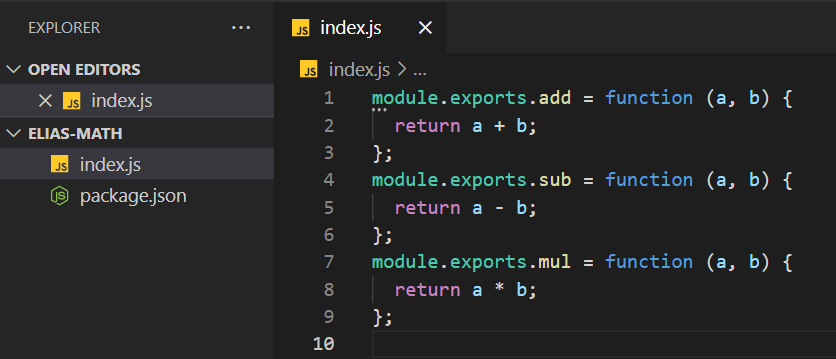 EXPLORER ...
OPEN EDITORS
JS index.js
ELIAS-MATH
JS index.js
JS package.json
JS index.js
JS index.js > ...
1 module.exports.add = function (a, b) {
2   return a + b;
3 };
4 module.exports.sub = function (a, b) {
5   return a - b;
6 };
7 module.exports.mul = function (a, b) {
8   return a * b;
9 };
10